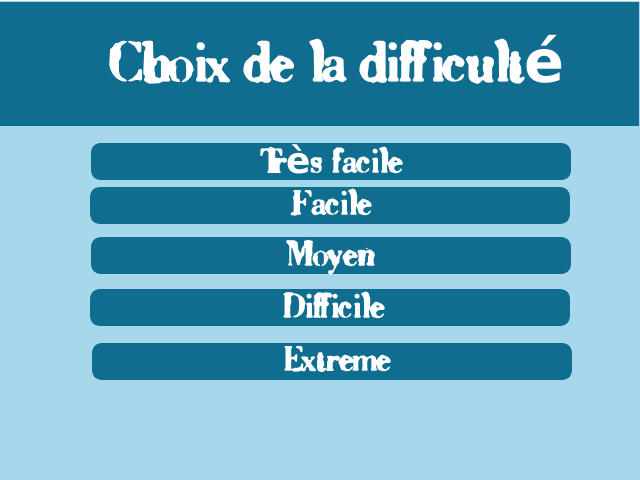 Choix de la difficulté
Très facile
Facile
Moyen
Difficile
Extreme